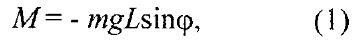 M = - mgLsinφ, (1)